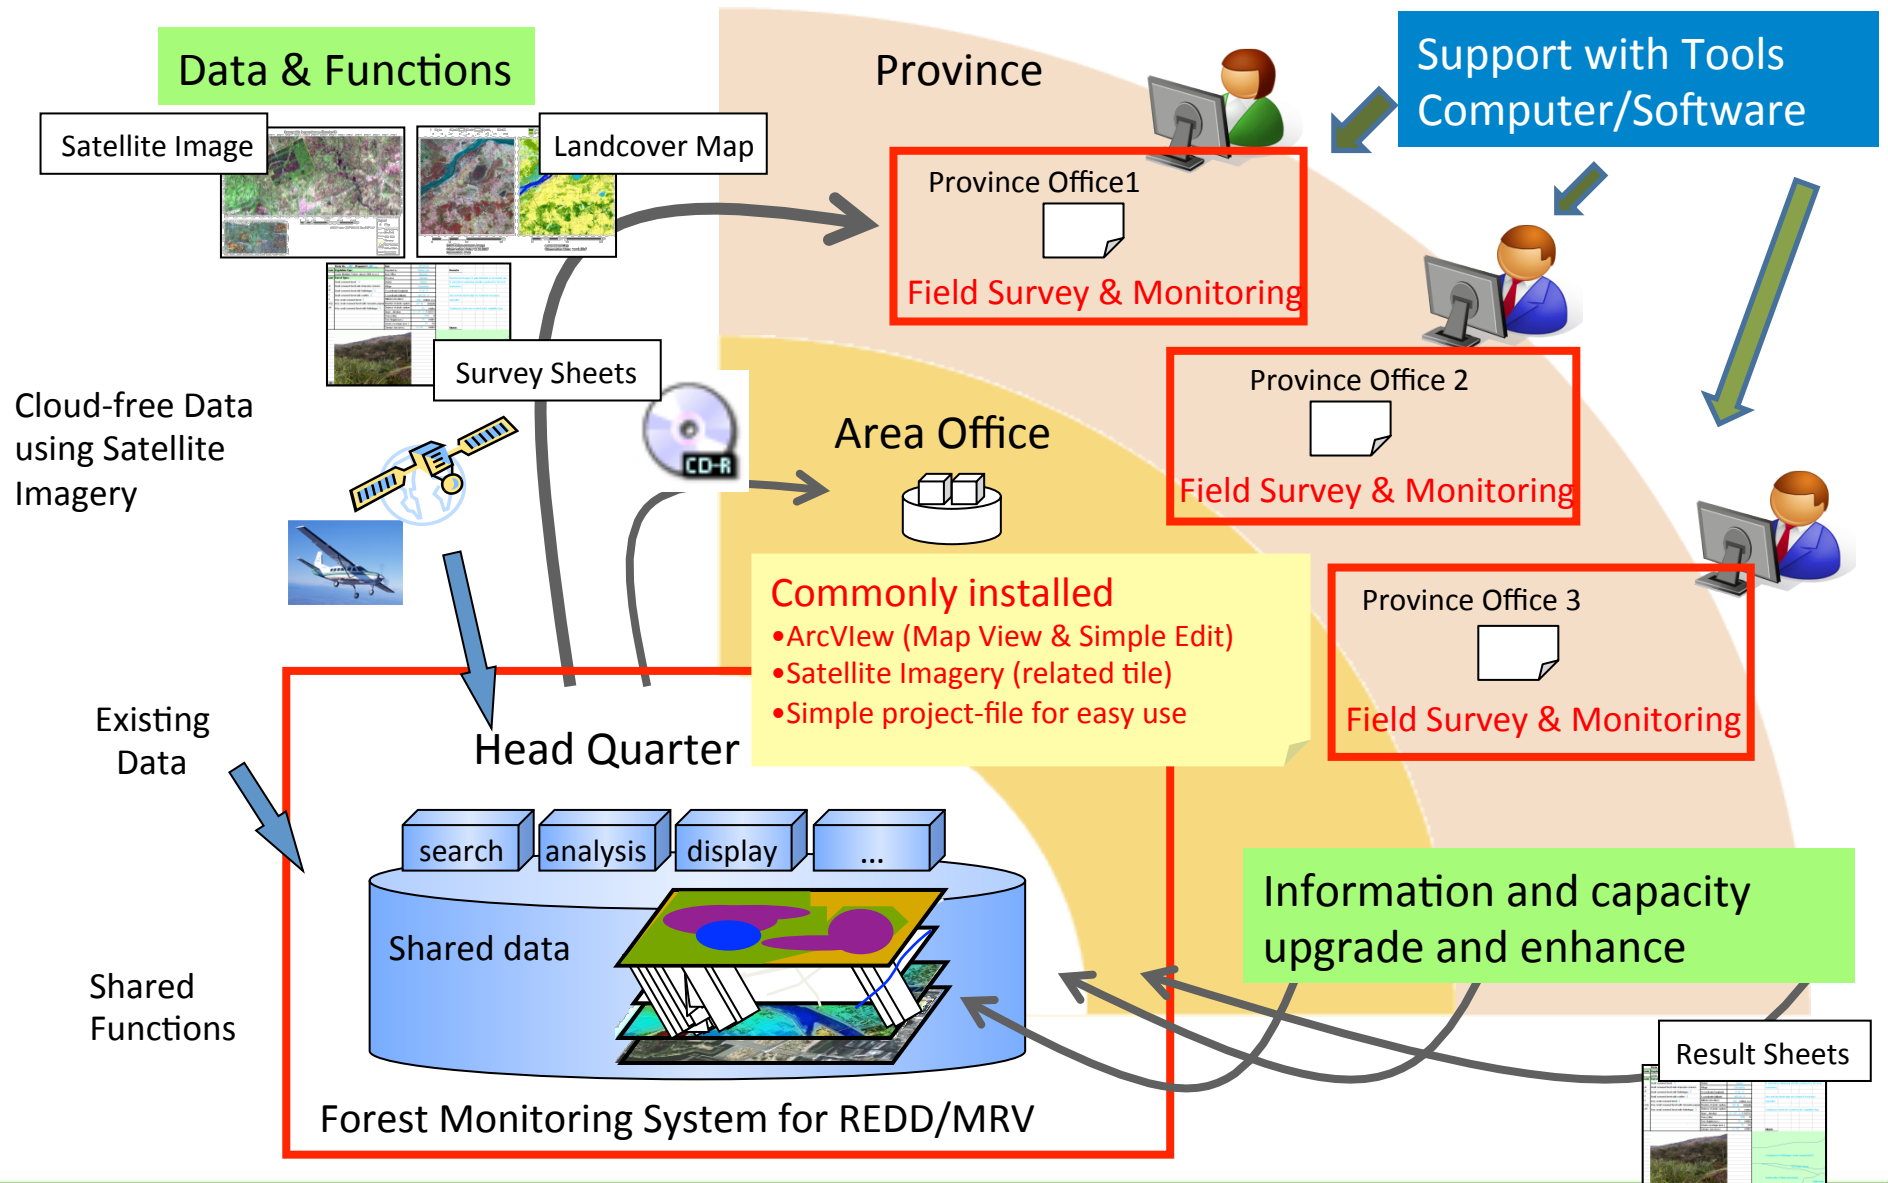 Data & Functions
Satellite Image
Landcover Map
Survey Sheets
Province
Support with Tools
Computer/Software
Province Office1
Field Survey & Monitoring
Province Office 2
Field Survey & Monitoring
Province Office 3
Field Survey & Monitoring
Cloud-free Data
using Satellite
Imagery
CD-R
Area Office
Commonly installed
•ArcVIew (Map View & Simple Edit)
•Satellite Imagery (related tile)
•Simple project-file for easy use
Existing
Data
Head Quarter
search
analysis
display
...
Shared data
Shared
Functions
Forest Monitoring System for REDD/MRV
Information and capacity
upgrade and enhance
Result Sheets